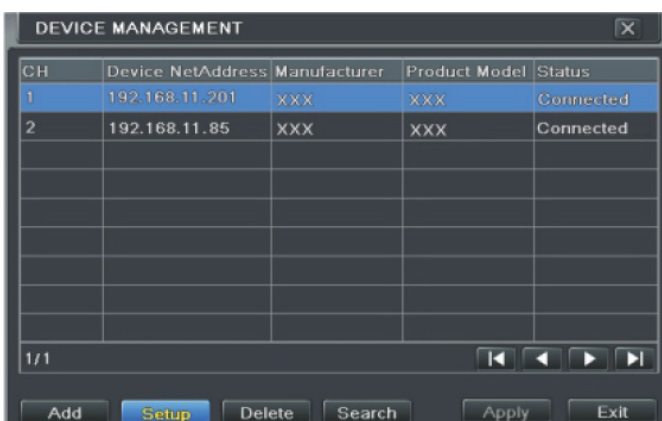 DEVICE MANAGEMENT
CH Device NetAddress Manufacturer Product Model Status
1 192.168.11.201 XXX XXX Connected
2 192.168.11.85 XXX XXX Connected
1/1
Add Setup Delete Search Apply Exit